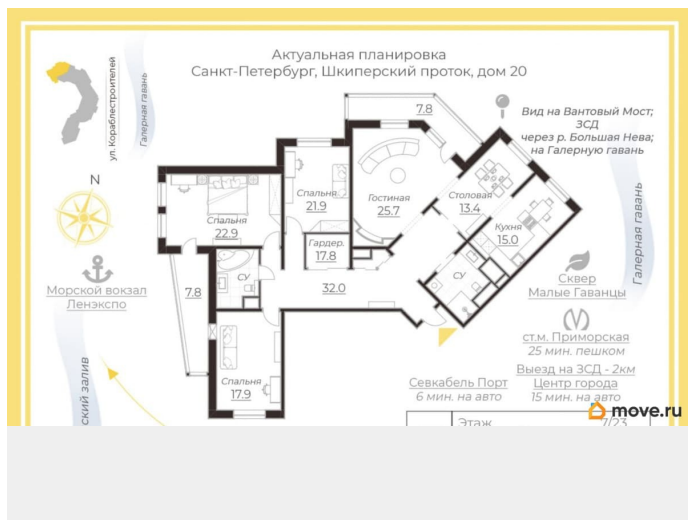 Актуальная планировка
Санкт-Петербург, Шкиперский проток, дом 20
ул. Кораблестроителей
Галерная гавань
7.8
Вид на Вантовый Мост;
ЗСД
через р. Большая Нева;
на Галерную гавань
N
Спальня
21.9
Гостиная
25.7
Столовая
13.4
Кухня
15.0
Спальня
22.9
Гардер.
17.8
СУ
СУ
32.0
7.8
Спальня
17.9
Галерная гавань
Морской вокзал
Ленэкспо
Сквер
Малые Гаванцы
ст.м. Приморская
25 мин. пешком
Выезд на ЗСД - 2км
Центр города
15 мин. на авто
Севкабель Порт
6 мин. на авто
ский залив
move.ru
Этаж
7/23